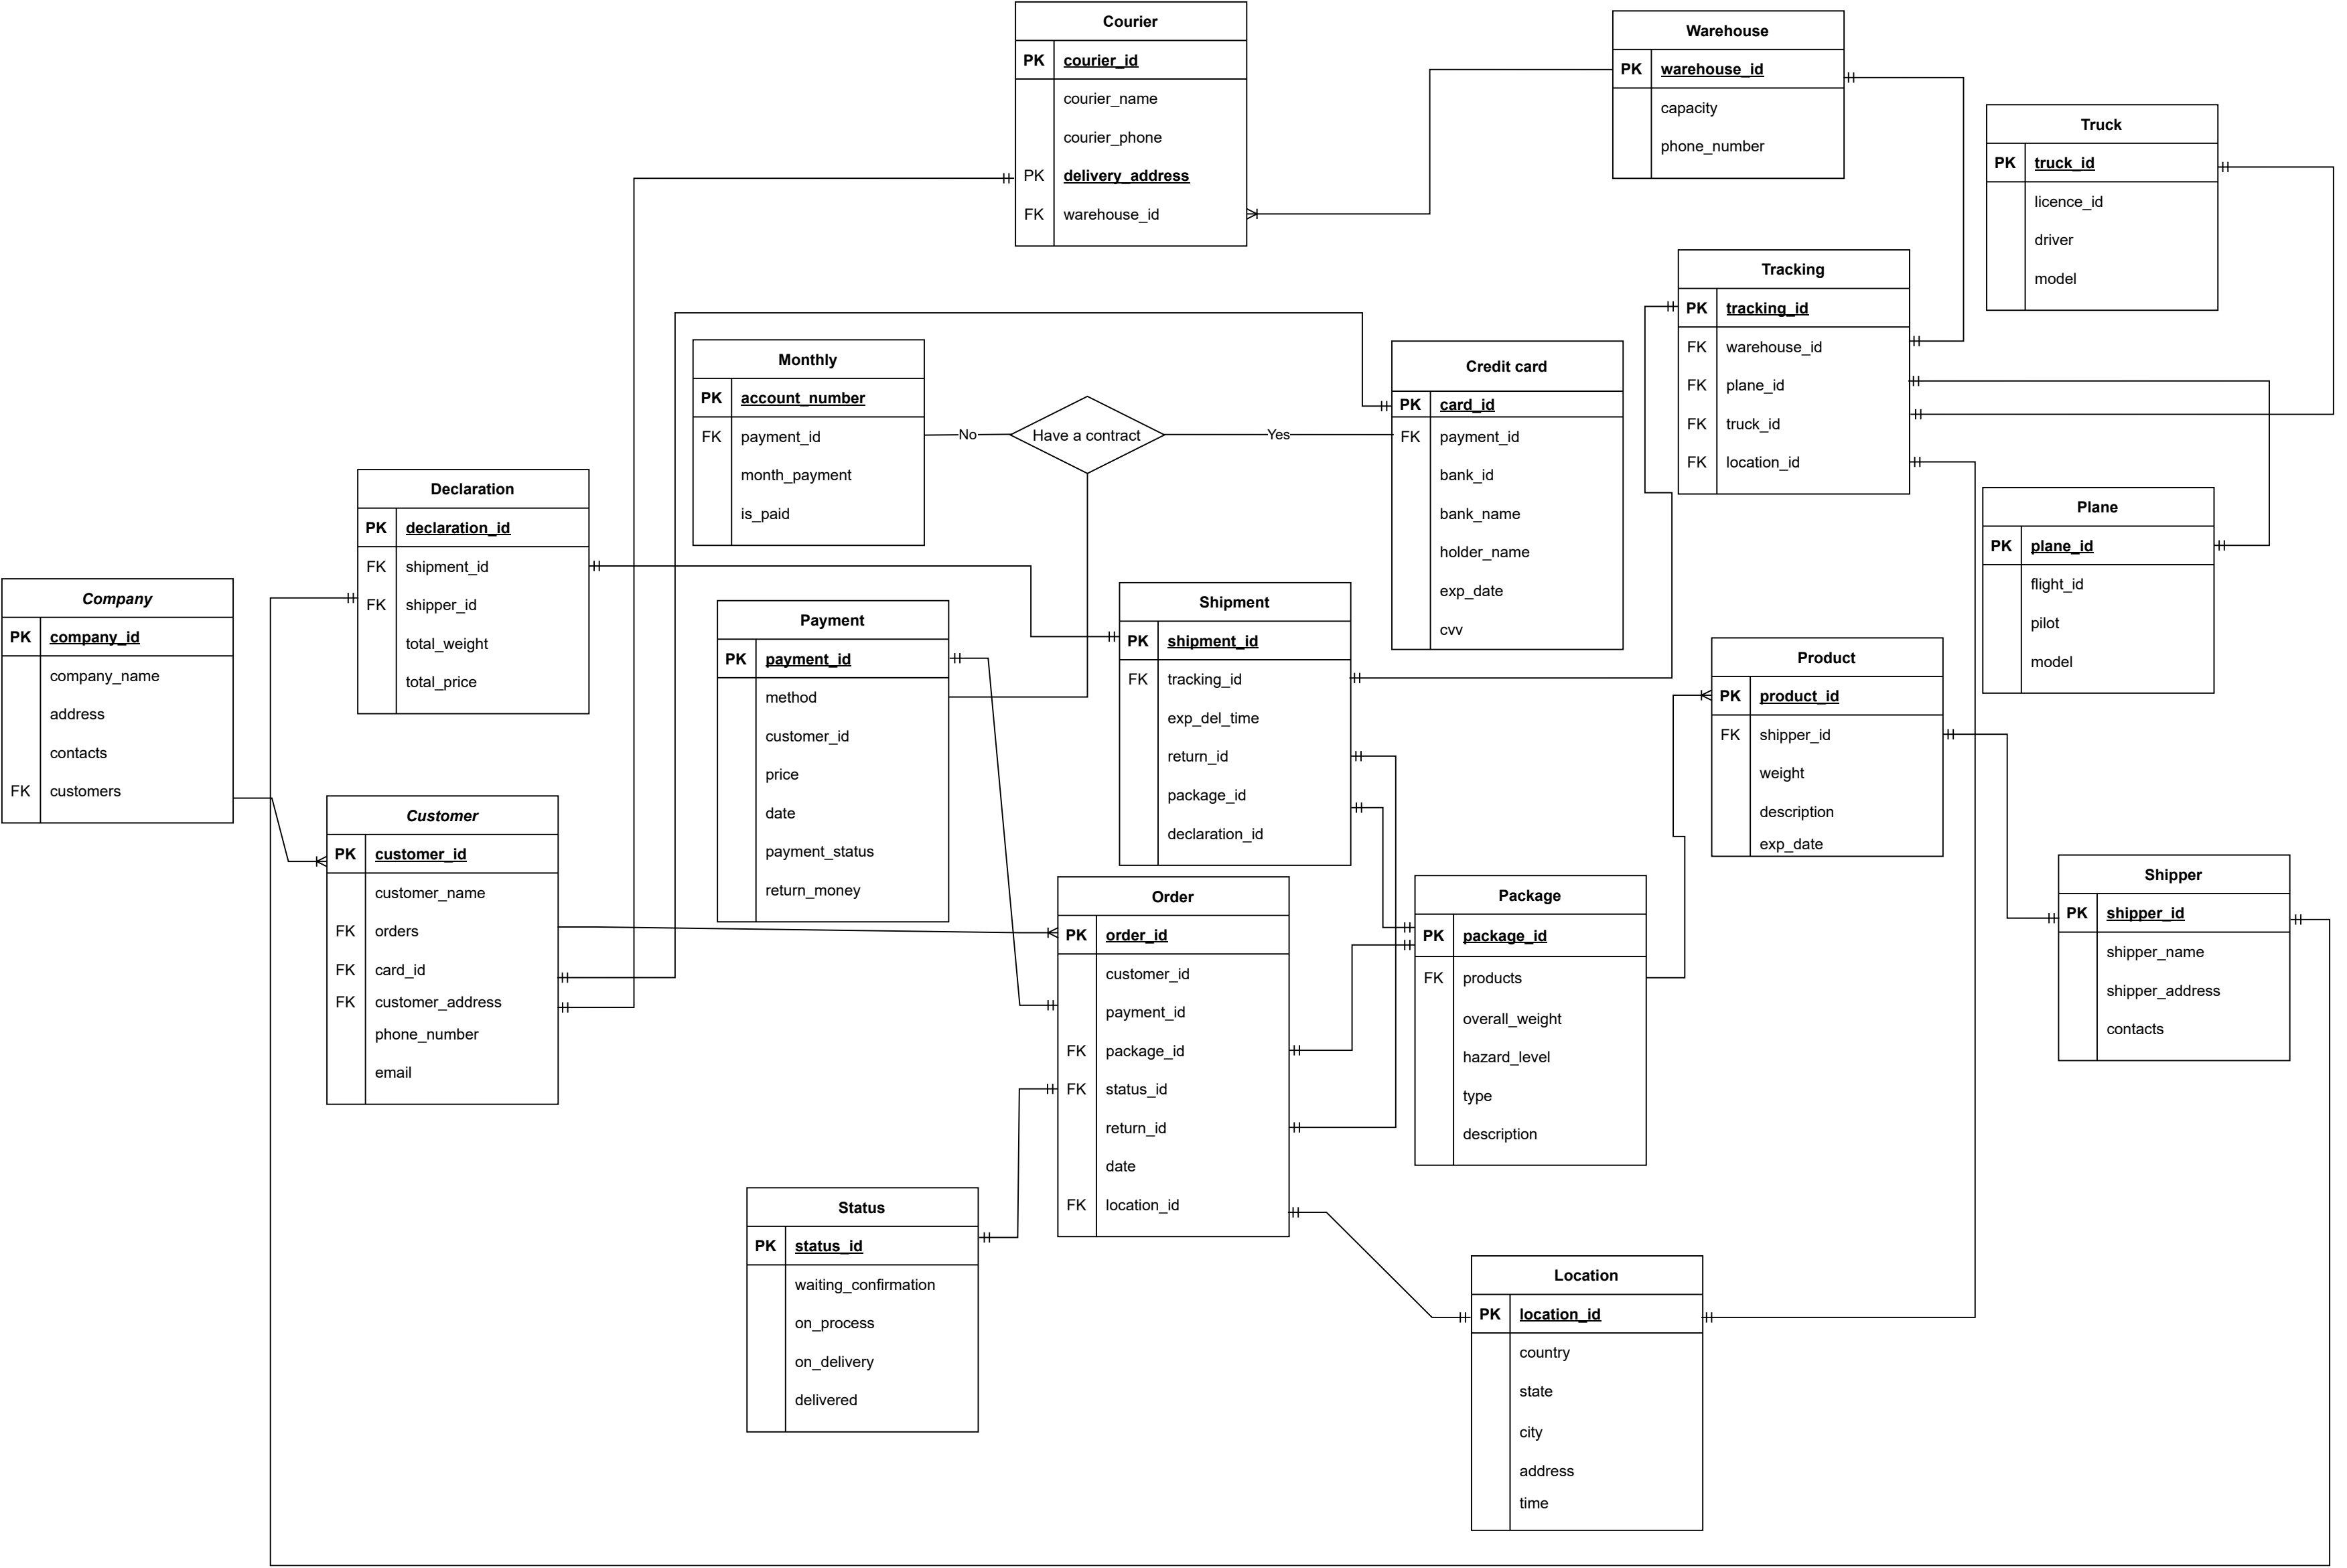 Courier
PK courier_id
courier_name
courier_phone
PK delivery_address
FK warehouse_id
Warehouse
PK warehouse_id
capacity
phone_number
Truck
PK truck_id
licence_id
driver
model
Tracking
PK tracking_id
FK warehouse_id
FK plane_id
FK truck_id
FK location_id
Monthly
PK account_number
FK payment_id
month_payment
is_paid
No
Have a contract
Yes
Credit card
PK card_id
FK payment_id
bank_id
bank_name
holder_name
exp_date
cvv
Declaration
PK declaration_id
FK shipment_id
FK shipper_id
total_weight
total_price
Plane
PK plane_id
flight_id
pilot
model
Company
PK company_id
company_name
address
contacts
FK customers
Payment
PK payment_id
method
customer_id
price
date
payment_status
return_money
Shipment
PK shipment_id
FK tracking_id
exp_del_time
return_id
package_id
declaration_id
Product
PK product_id
FK shipper_id
weight
description
exp_date
Customer
PK customer_id
customer_name
FK orders
FK card_id
FK customer_address
phone_number
email
Order
PK order_id
customer_id
payment_id
FK package_id
FK status_id
return_id
date
FK location_id
Package
PK package_id
FK products
overall_weight
hazard_level
type
description
Shipper
PK shipper_id
shipper_name
shipper_address
contacts
Status
PK status_id
waiting_confirmation
on_process
on_delivery
delivered
Location
PK location_id
country
state
city
address
time